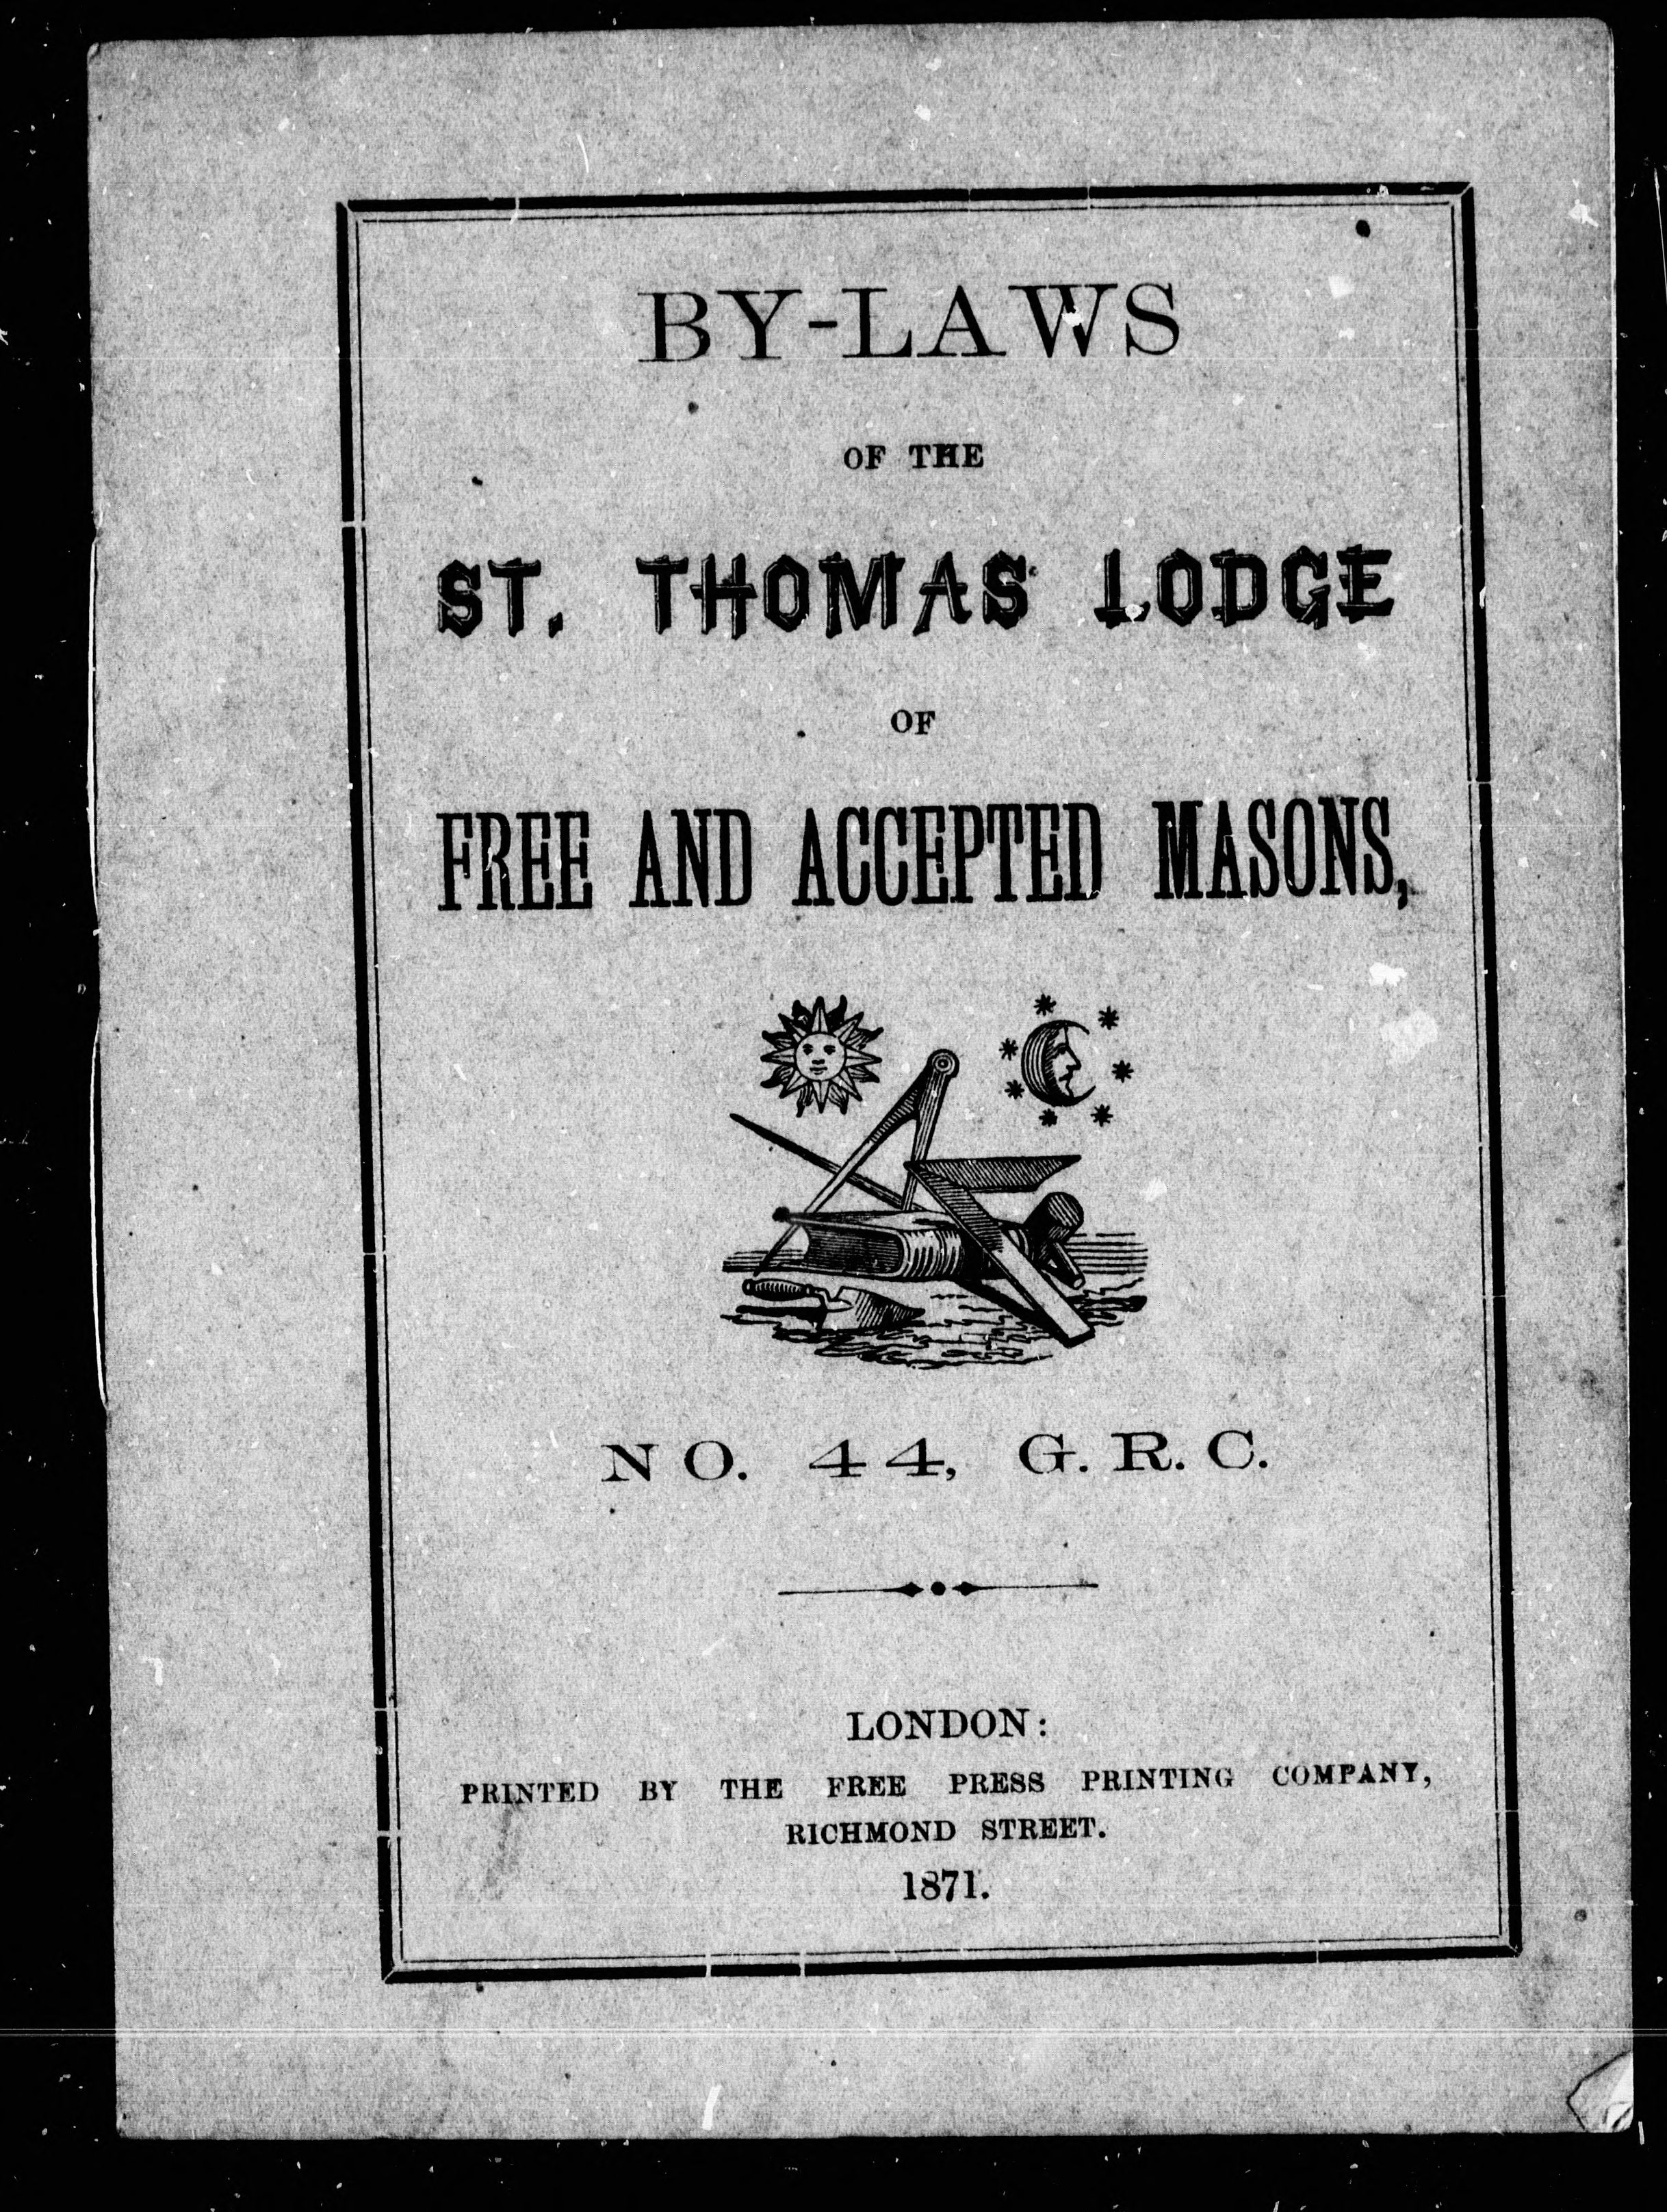 BY-LAWS
OF THE
ST. THOMAS LODGE
OF
FREE AND ACCEPTED MASONS,
NO. 44, G. R. C.
LONDON:
PRINTED BY THE FREE PRESS PRINTING COMPANY,
RICHMOND STREET.
1871.